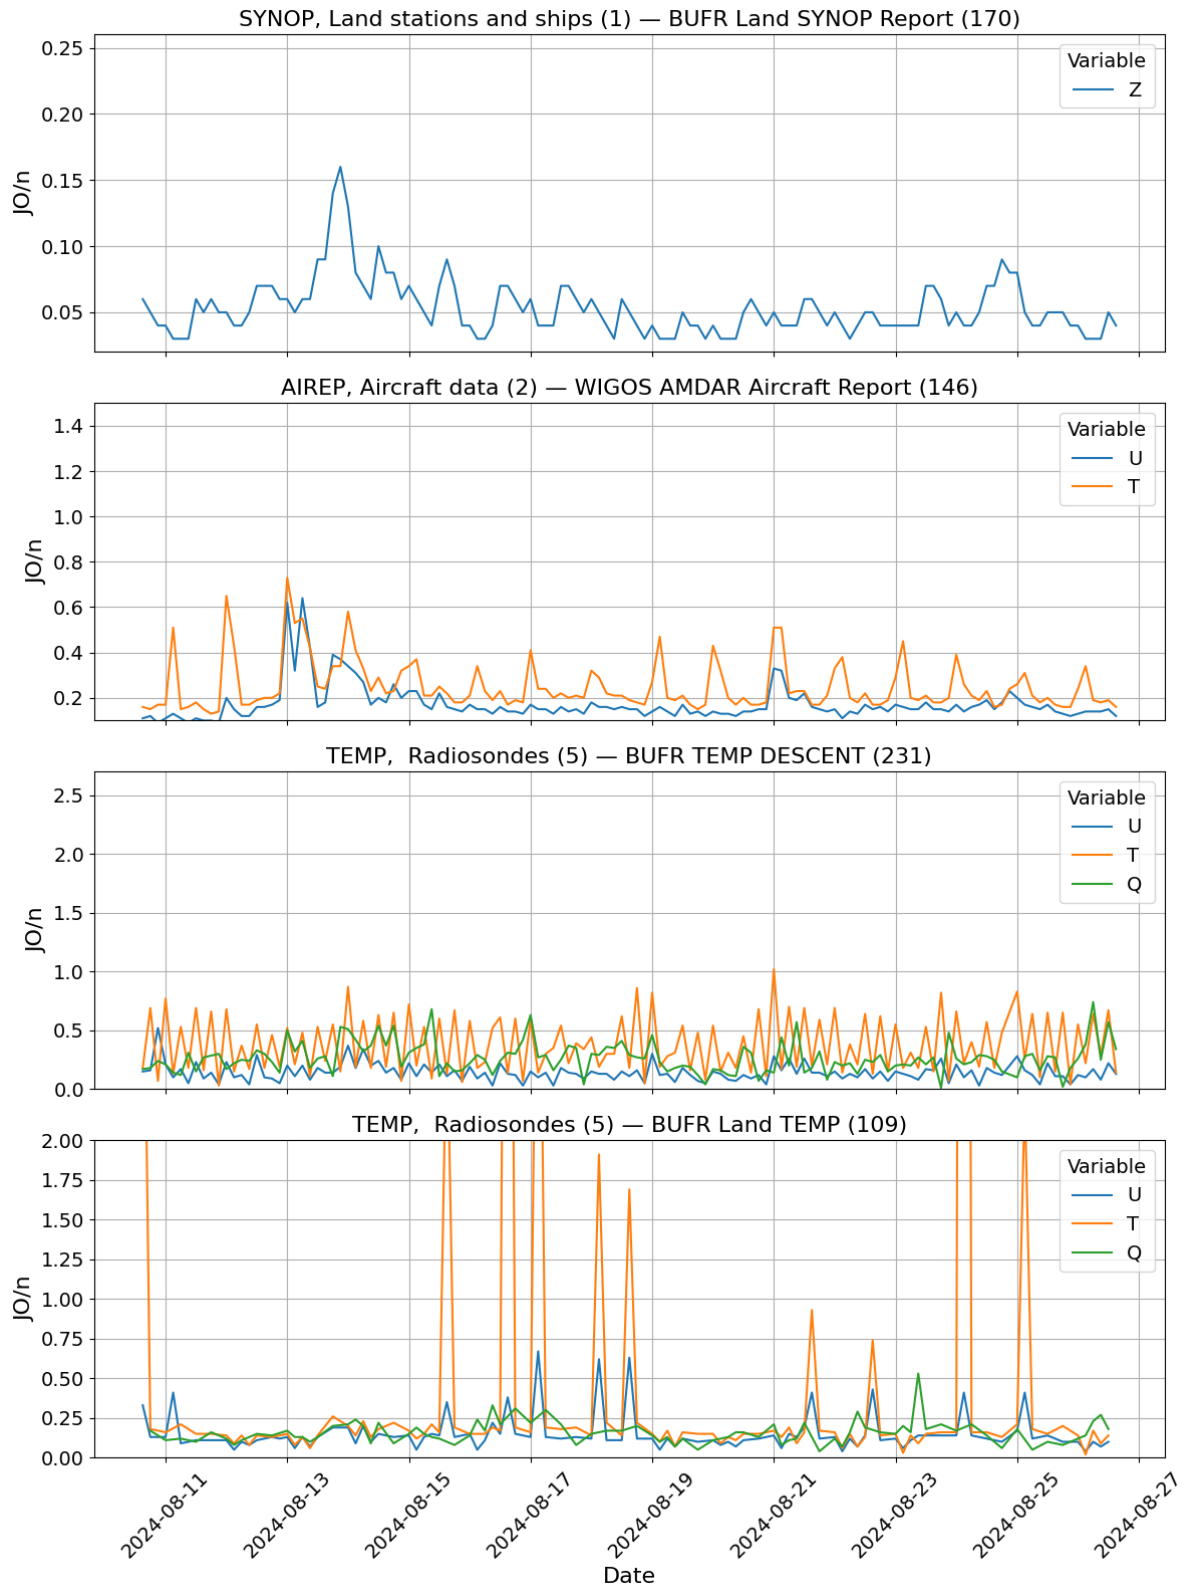 SYNOP, Land stations and ships (1) — BUFR Land SYNOP Report (170)
0.25
0.20
0.15
0.10
0.05
JO/n
Variable
Z
AIREP, Aircraft data (2) — WIGOS AMDAR Aircraft Report (146)
1.4
1.2
1.0
0.8
0.6
0.4
0.2
JO/n
Variable
U
T
TEMP,  Radiosondes (5) — BUFR TEMP DESCENT (231)
2.5
2.0
1.5
1.0
0.5
0.0
JO/n
Variable
U
T
Q
TEMP,  Radiosondes (5) — BUFR Land TEMP (109)
2.00
1.75
1.50
1.25
1.00
0.75
0.50
0.25
0.00
JO/n
Variable
U
T
Q
2024-08-11
2024-08-13
2024-08-15
2024-08-17
2024-08-19
2024-08-21
2024-08-23
2024-08-25
2024-08-27
Date